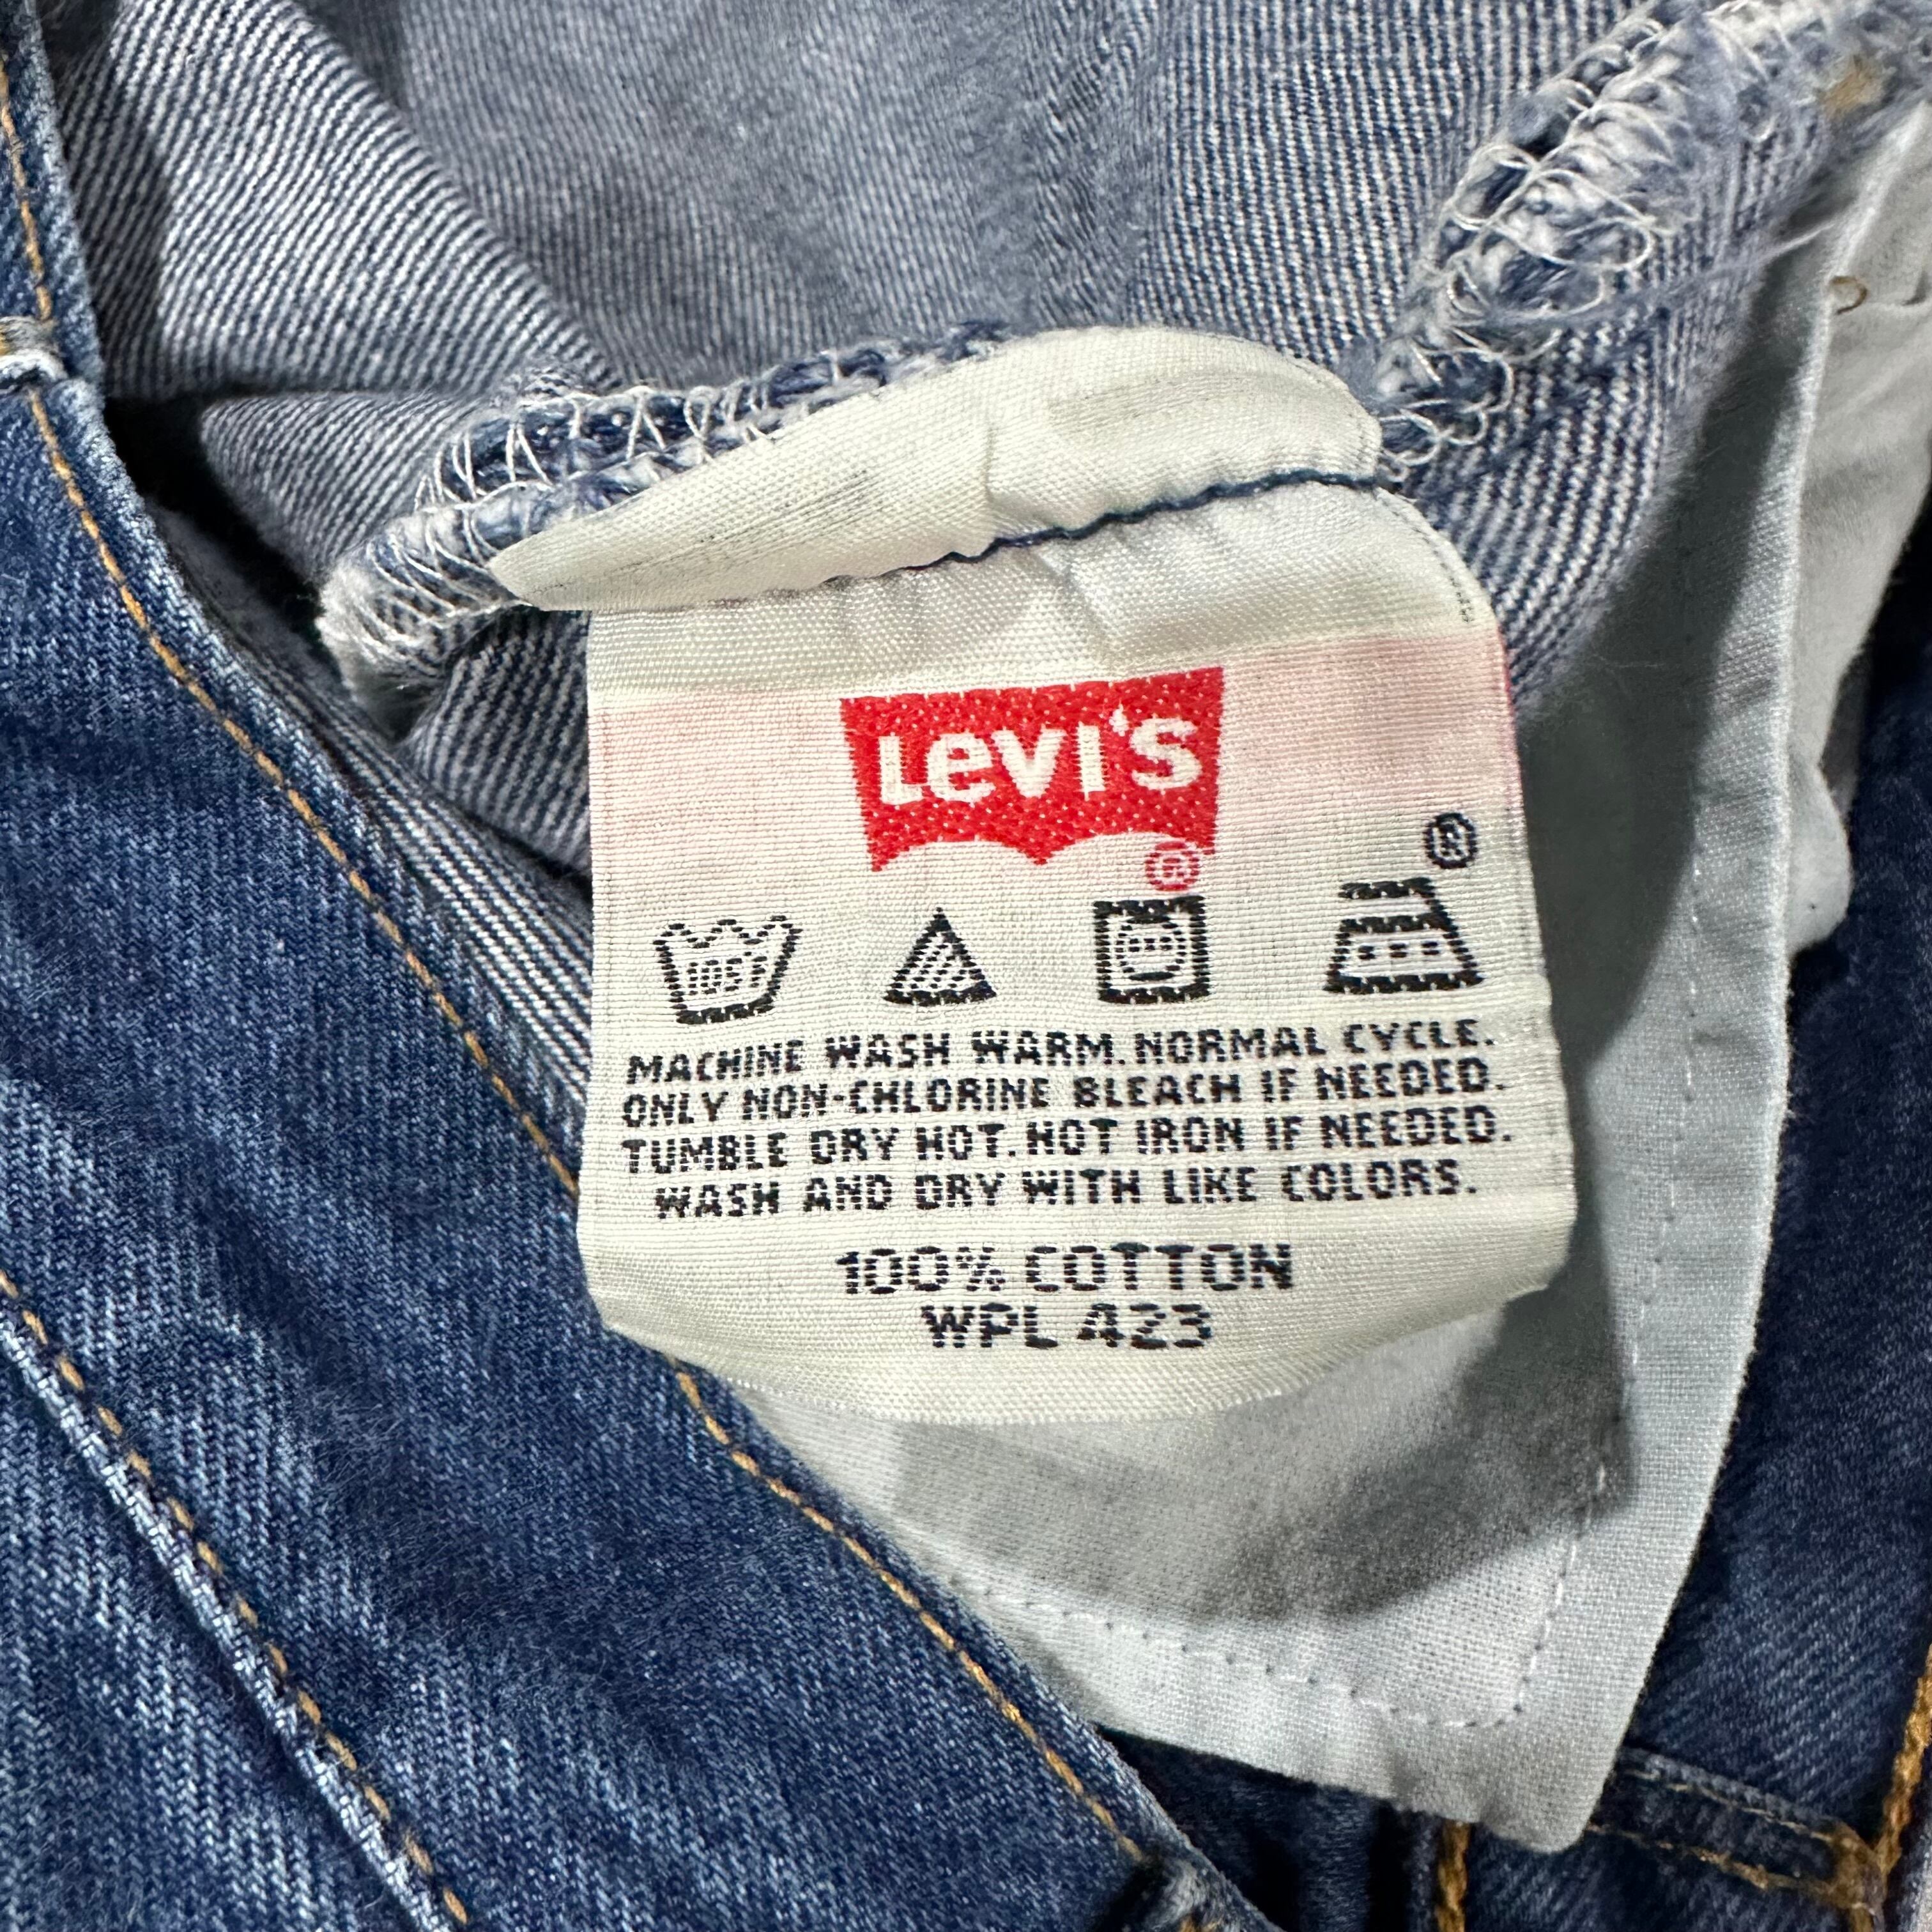 Levi's
®
®
105°F
MACHINE WASH WARM. NORMAL CYCLE.
ONLY NON-CHLORINE BLEACH IF NEEDED.
TUMBLE DRY HOT. HOT IRON IF NEEDED.
WASH AND DRY WITH LIKE COLORS.
100% COTTON
WPL 423